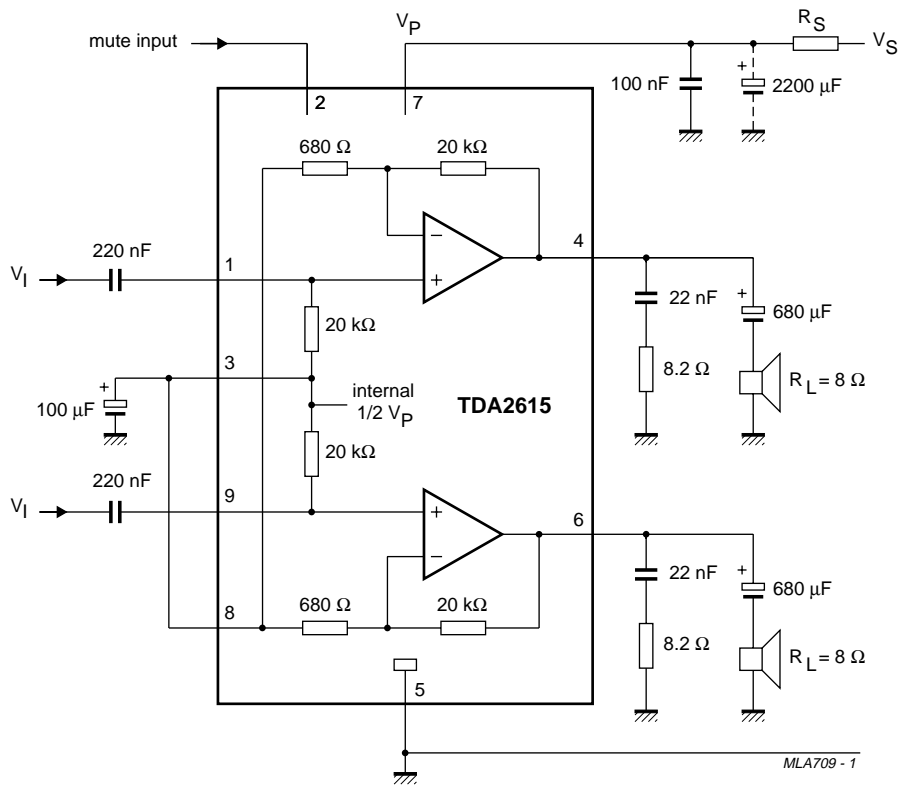 V_P
R_S
V_S
mute input
2
7
100 nF
+
2200 µF
680 Ω
20 kΩ
−
+
4
220 nF
V_I
1
22 nF
+
680 µF
20 kΩ
3
+
100 µF
internal
1/2 V_P
TDA2615
8.2 Ω
R_L = 8 Ω
20 kΩ
220 nF
V_I
9
+
−
6
22 nF
+
680 µF
8
680 Ω
20 kΩ
8.2 Ω
R_L = 8 Ω
5
MLA709 - 1